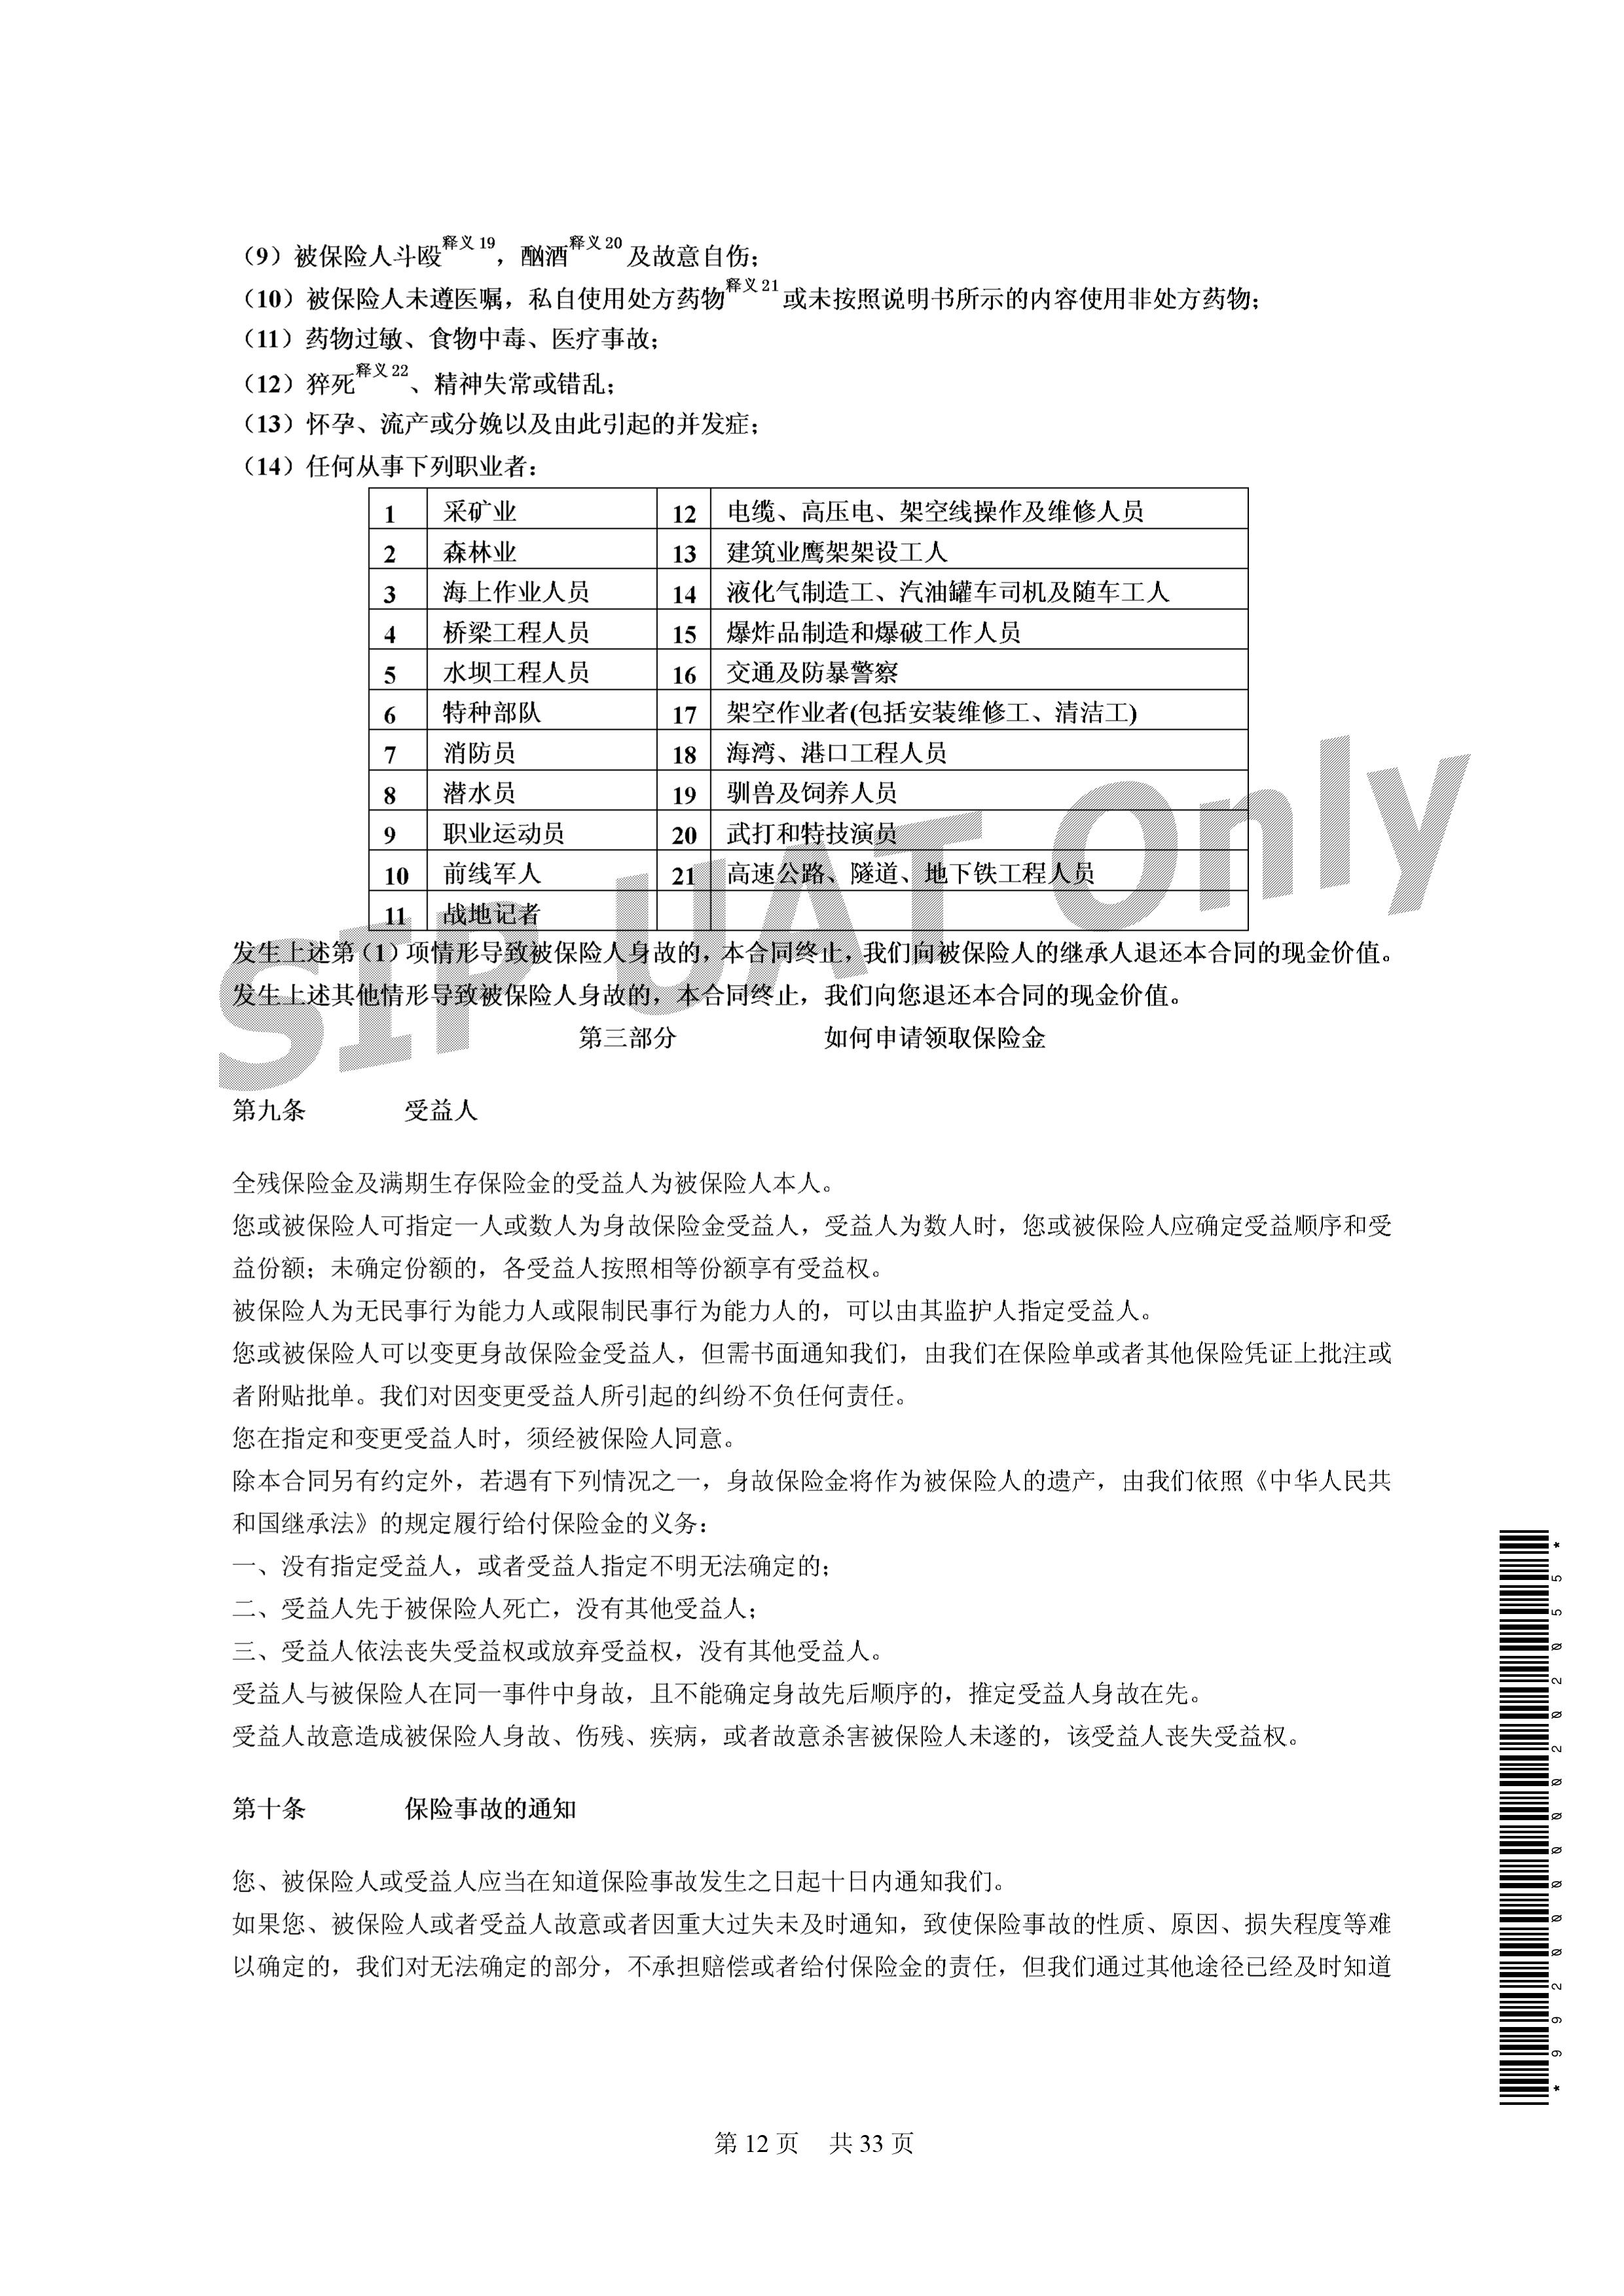 （9）被保险人斗殴释义19，酗酒释义20及故意自伤；
（10）被保险人未遵医嘱，私自使用处方药物释义21或未按照说明书所示的内容使用非处方药物；
（11）药物过敏、食物中毒、医疗事故；
（12）猝死释义22、精神失常或错乱；
（13）怀孕、流产或分娩以及由此引起的并发症；
（14）任何从事下列职业者：
1 采矿业 12 电缆、高压电、架空线操作及维修人员
2 森林业 13 建筑业鹰架架设工人
3 海上作业人员 14 液化气制造工、汽油罐车司机及随车工人
4 桥梁工程人员 15 爆炸品制造和爆破工作人员
5 水坝工程人员 16 交通及防暴警察
6 特种部队 17 架空作业者(包括安装维修工、清洁工)
7 消防员 18 海湾、港口工程人员
8 潜水员 19 驯兽及饲养人员
9 职业运动员 20 武打和特技演员
10 前线军人 21 高速公路、隧道、地下铁工程人员
11 战地记者
发生上述第（1）项情形导致被保险人身故的，本合同终止，我们向被保险人的继承人退还本合同的现金价值。
发生上述其他情形导致被保险人身故的，本合同终止，我们向您退还本合同的现金价值。
SIP UAT Only
第三部分 如何申请领取保险金
第九条 受益人
全残保险金及满期生存保险金的受益人为被保险人本人。
您或被保险人可指定一人或数人为身故保险金受益人，受益人为数人时，您或被保险人应确定受益顺序和受
益份额；未确定份额的，各受益人按照相等份额享有受益权。
被保险人为无民事行为能力人或限制民事行为能力人的，可以由其监护人指定受益人。
您或被保险人可以变更身故保险金受益人，但需书面通知我们，由我们在保险单或者其他保险凭证上批注或
者附贴批单。我们对因变更受益人所引起的纠纷不负任何责任。
您在指定和变更受益人时，须经被保险人同意。
除本合同另有约定外，若遇有下列情况之一，身故保险金将作为被保险人的遗产，由我们依照《中华人民共
和国继承法》的规定履行给付保险金的义务：
一、没有指定受益人，或者受益人指定不明无法确定的；
二、受益人先于被保险人死亡，没有其他受益人；
三、受益人依法丧失受益权或放弃受益权，没有其他受益人。
受益人与被保险人在同一事件中身故，且不能确定身故先后顺序的，推定受益人身故在先。
受益人故意造成被保险人身故、伤残、疾病，或者故意杀害被保险人未遂的，该受益人丧失受益权。
第十条 保险事故的通知
您、被保险人或受益人应当在知道保险事故发生之日起十日内通知我们。
如果您、被保险人或者受益人故意或者因重大过失未及时通知，致使保险事故的性质、原因、损失程度等难
以确定的，我们对无法确定的部分，不承担赔偿或者给付保险金的责任，但我们通过其他途径已经及时知道
*992000000202055*
第 12 页 共 33 页